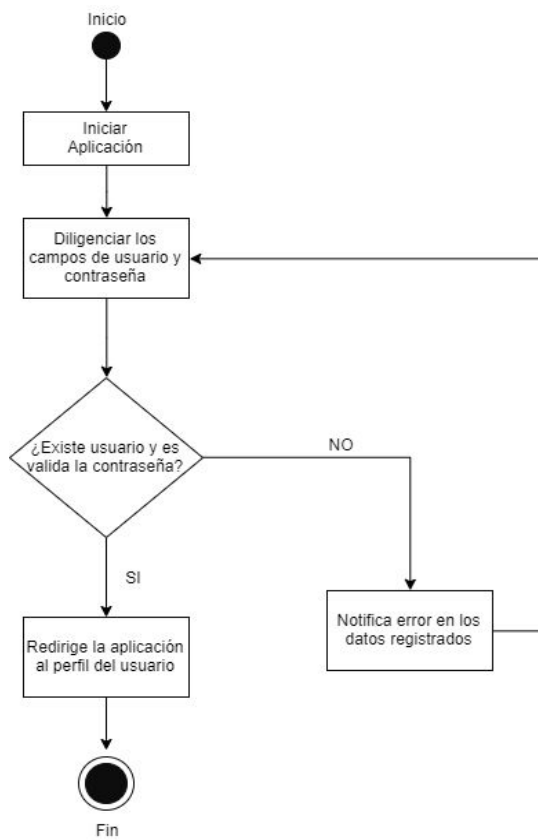 Inicio
Iniciar
Aplicación
Diligenciar los
campos de usuario y
contraseña
¿Existe usuario y es
valida la contraseña?
NO
SI
Notifica error en los
datos registrados
Redirige la aplicación
al perfil del usuario
Fin